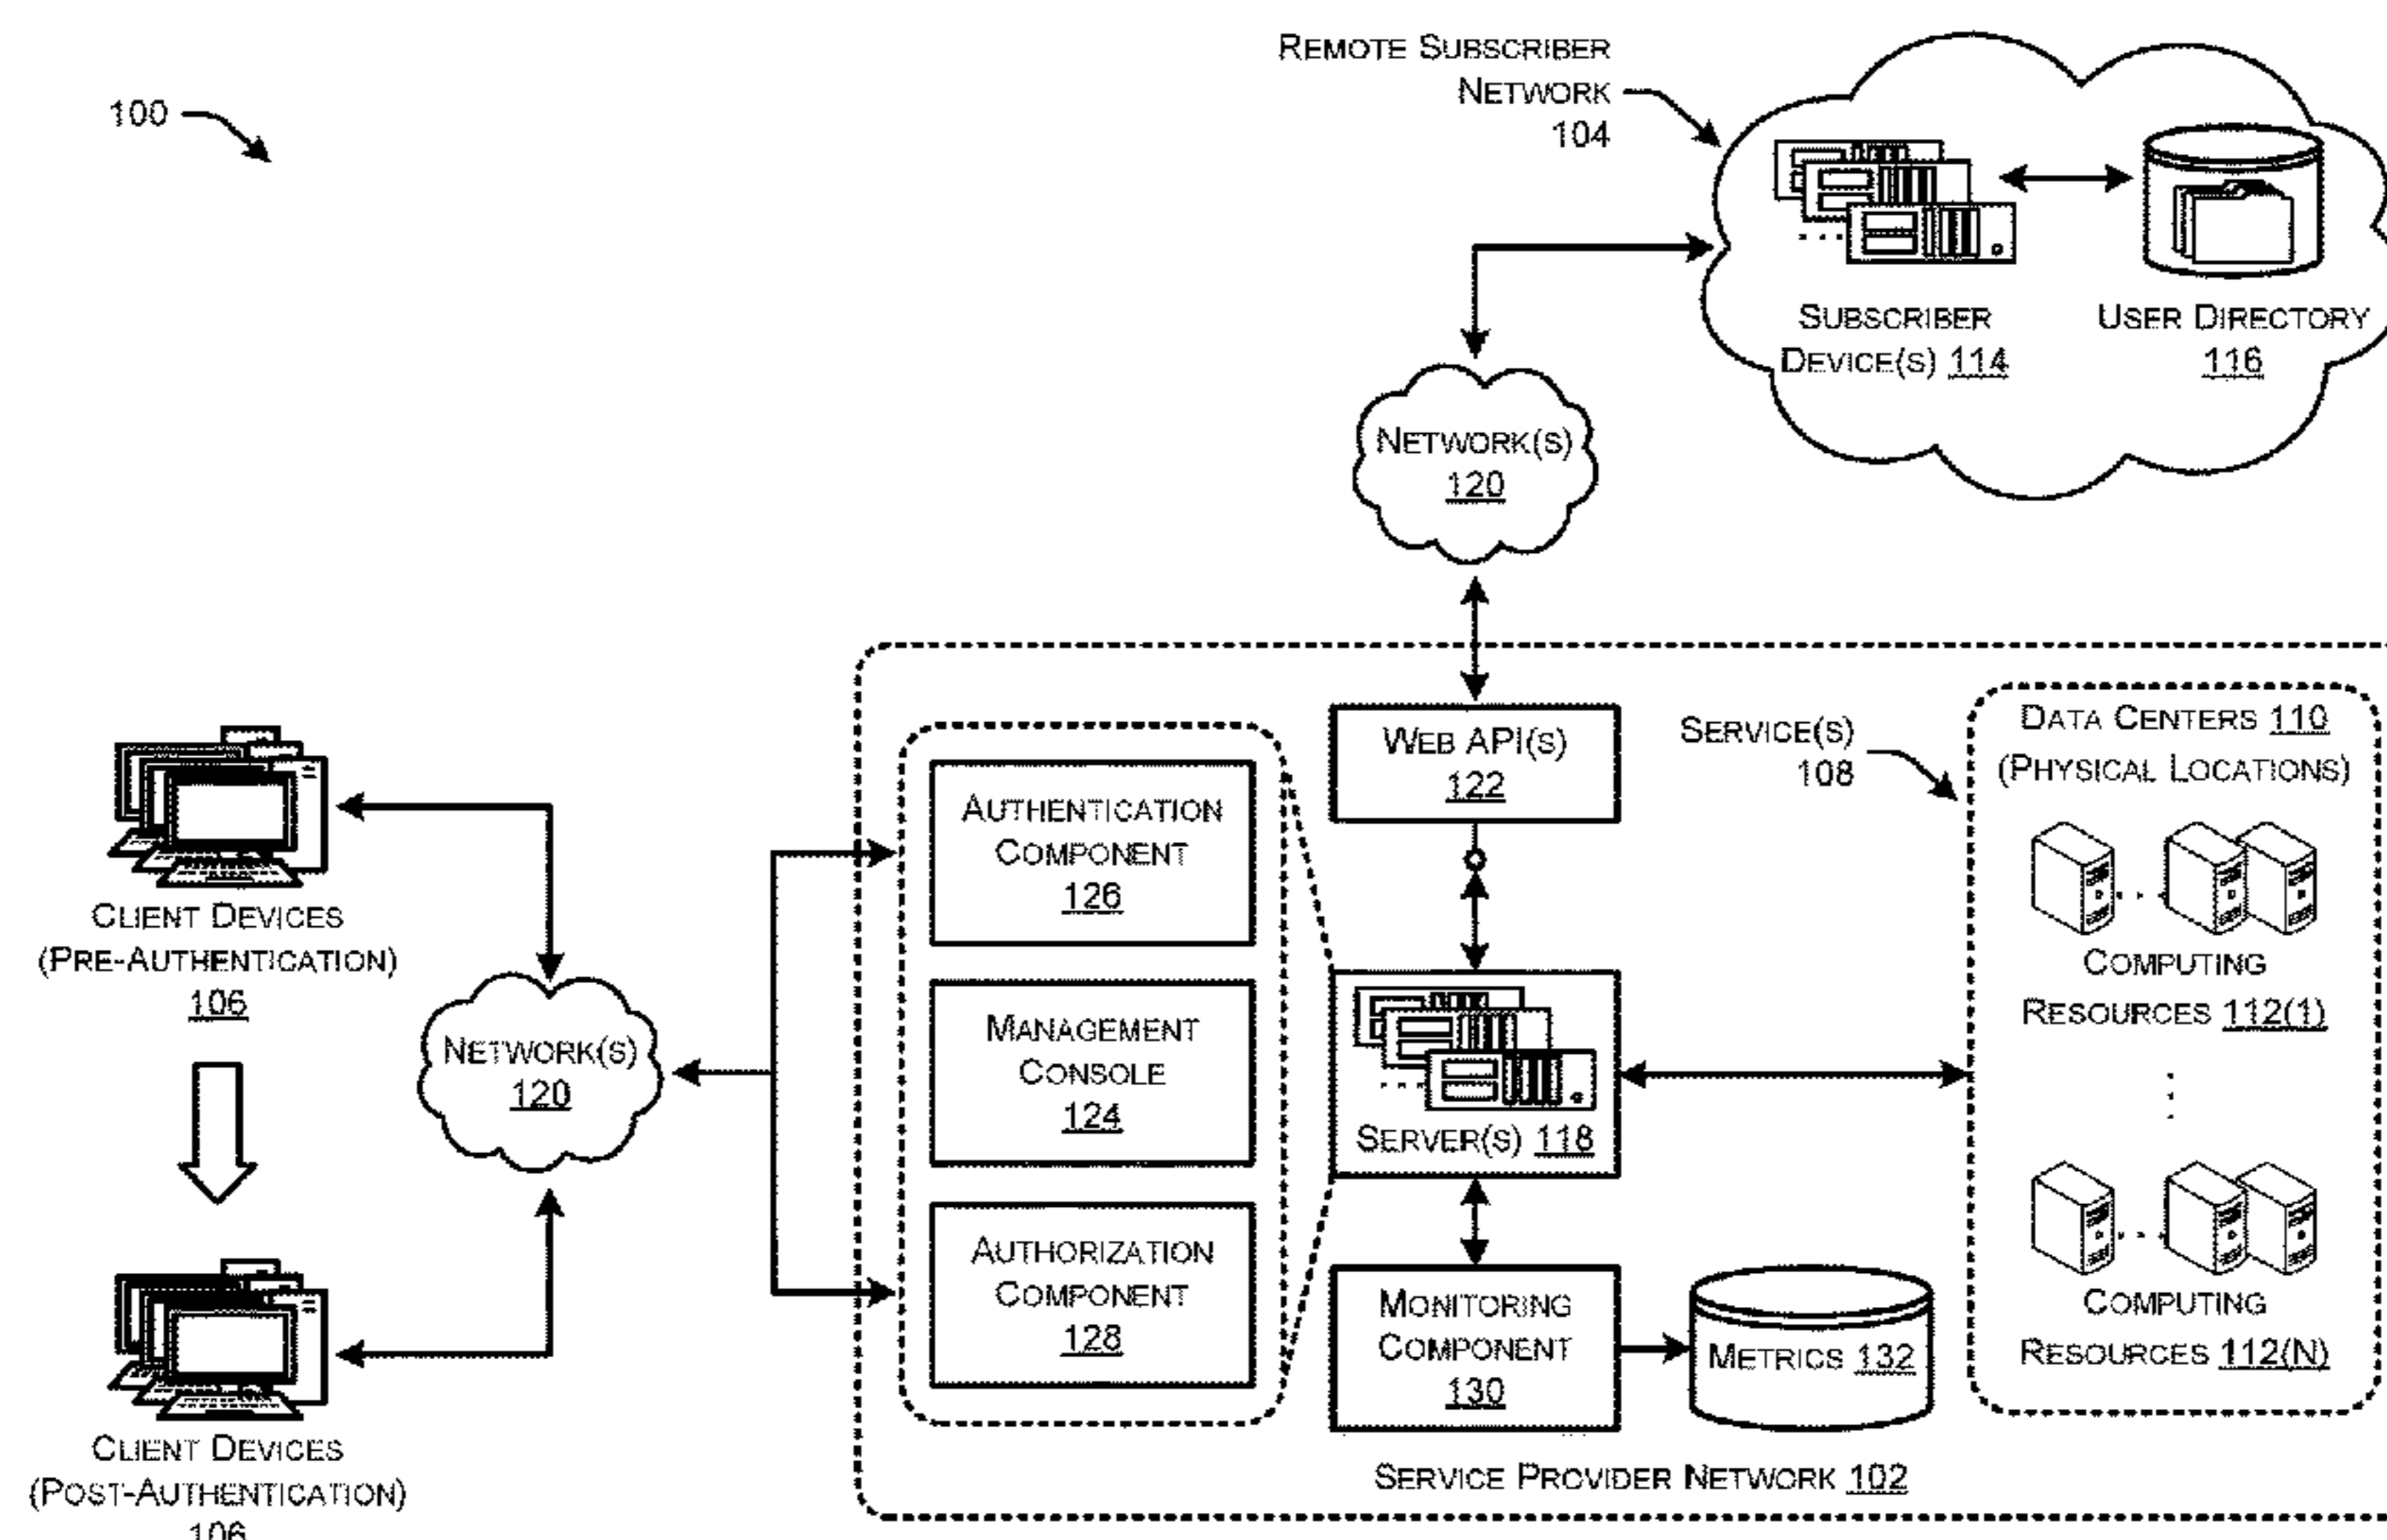 100
REMOTE SUBSCRIBER
NETWORK
104
SUBSCRIBER
DEVICE(S) 114
USER DIRECTORY
116
NETWORK(S)
120
WEB API(S)
122
SERVICE(S)
108
DATA CENTERS 110
(PHYSICAL LOCATIONS)
COMPUTING
RESOURCES 112(1)
COMPUTING
RESOURCES 112(N)
AUTHENTICATION
COMPONENT
126
MANAGEMENT
CONSOLE
124
AUTHORIZATION
COMPONENT
128
SERVER(S) 118
MONITORING
COMPONENT
130
METRICS 132
SERVICE PROVIDER NETWORK 102
CLIENT DEVICES
(PRE-AUTHENTICATION)
106
NETWORK(S)
120
CLIENT DEVICES
(POST-AUTHENTICATION)
106